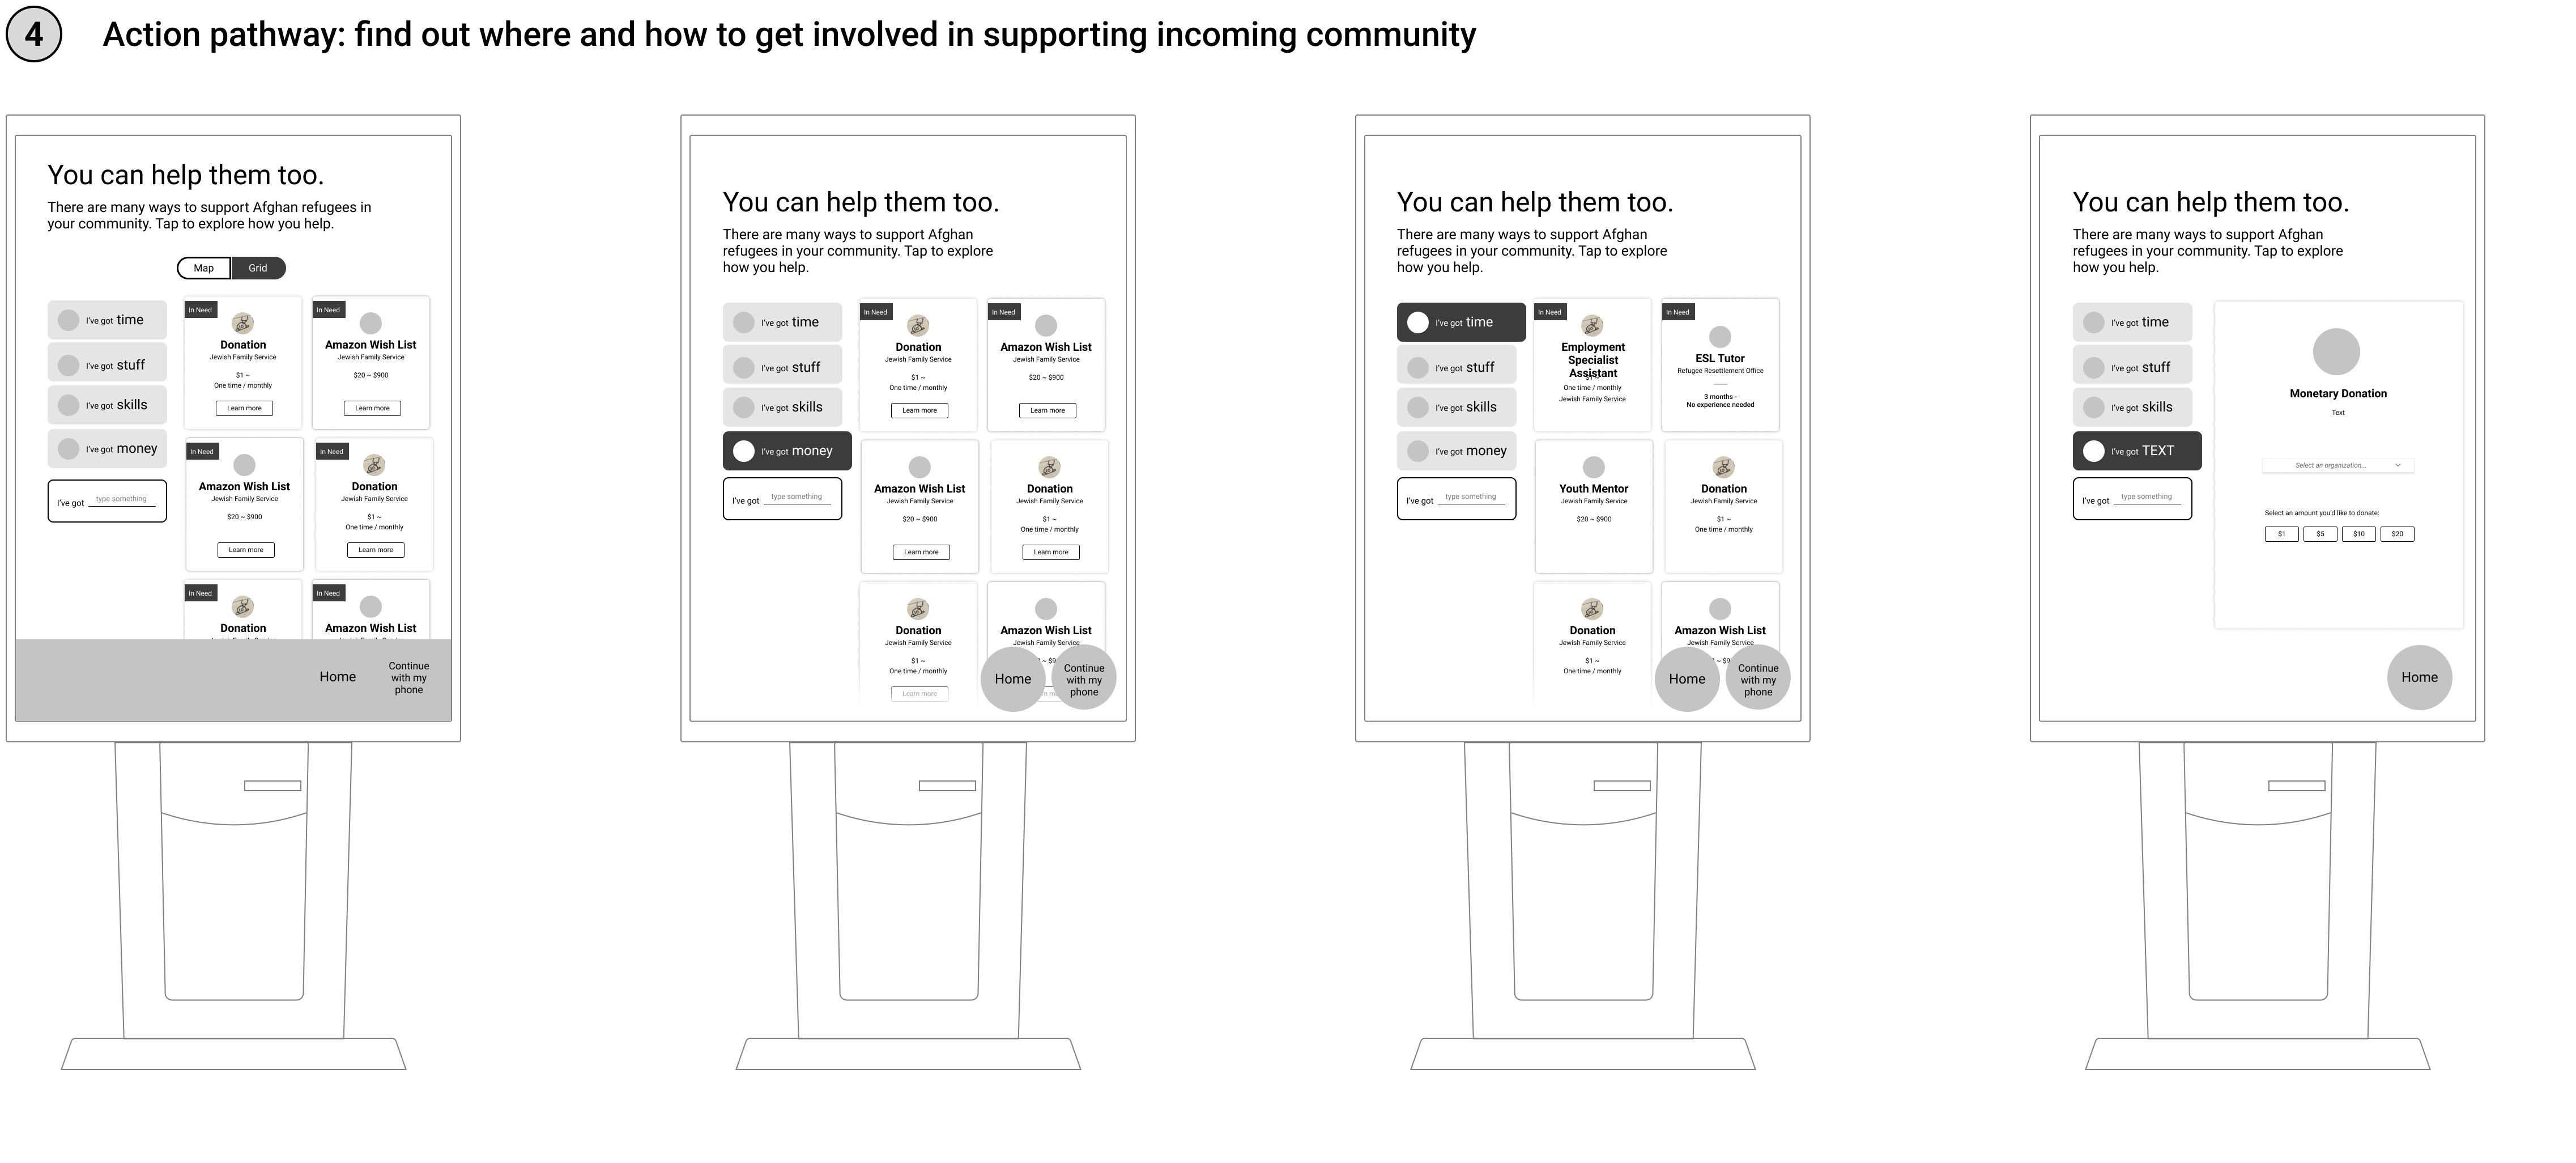 4 Action pathway: find out where and how to get involved in supporting incoming community
You can help them too.
There are many ways to support Afghan refugees in
your community. Tap to explore how you help.
Map Grid
I've got time
I've got stuff
I've got skills
I've got money
I've got type something
In Need
Donation
Jewish Family Service
$1 ~
One time / monthly
Learn more
In Need
Amazon Wish List
Jewish Family Service
$20 ~ $900
Learn more
In Need
Amazon Wish List
Jewish Family Service
$20 ~ $900
Learn more
In Need
Donation
Jewish Family Service
$1 ~
One time / monthly
Learn more
In Need
Donation
In Need
Amazon Wish List
Home
Continue
with my
phone
You can help them too.
There are many ways to support Afghan
refugees in your community. Tap to explore
how you help.
I've got time
I've got stuff
I've got skills
I've got money
I've got type something
In Need
Donation
Jewish Family Service
$1 ~
One time / monthly
Learn more
In Need
Amazon Wish List
Jewish Family Service
$20 ~ $900
Learn more
Amazon Wish List
Jewish Family Service
$20 ~ $900
Learn more
Donation
Jewish Family Service
$1 ~
One time / monthly
Learn more
Donation
Jewish Family Service
$1 ~
One time / monthly
Learn more
Amazon Wish List
Jewish Family Service
Home
Continue
with my
phone
You can help them too.
There are many ways to support Afghan
refugees in your community. Tap to explore
how you help.
I've got time
I've got stuff
I've got skills
I've got money
I've got type something
In Need
Employment
Specialist
Assistant
One time / monthly
Jewish Family Service
In Need
ESL Tutor
Refugee Resettlement Office
3 months -
No experience needed
Youth Mentor
Jewish Family Service
$20 ~ $900
Donation
Jewish Family Service
$1 ~
One time / monthly
Donation
Jewish Family Service
$1 ~
One time / monthly
Amazon Wish List
Jewish Family Service
Home
Continue
with my
phone
You can help them too.
There are many ways to support Afghan
refugees in your community. Tap to explore
how you help.
I've got time
I've got stuff
I've got skills
I've got TEXT
I've got type something
Monetary Donation
Text
Select an organization...
Select an amount you'd like to donate:
$1 $5 $10 $20
Home